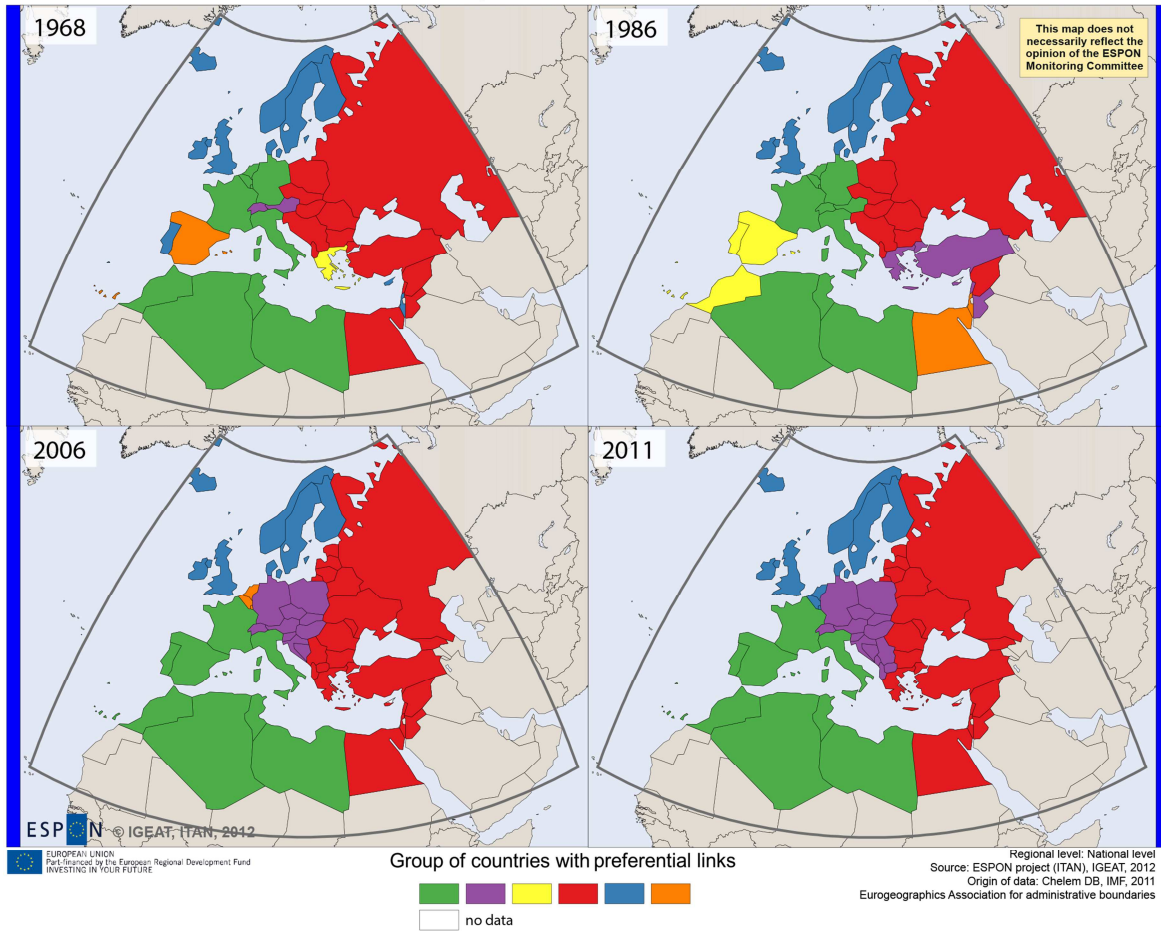 1968
1986
This map does not
necessarily reflect the
opinion of the ESPON
Monitoring Committee
2006
2011
ESPON © IGEAT, ITAN, 2012
EUROPEAN UNION
Part-financed by the European Regional Development Fund
INVESTING IN YOUR FUTURE
Group of countries with preferential links
no data
Regional level: National level
Source: ESPON project (ITAN), IGEAT, 2012
Origin of data: Chelem DB, IMF, 2011
Eurogeographics Association for administrative boundaries